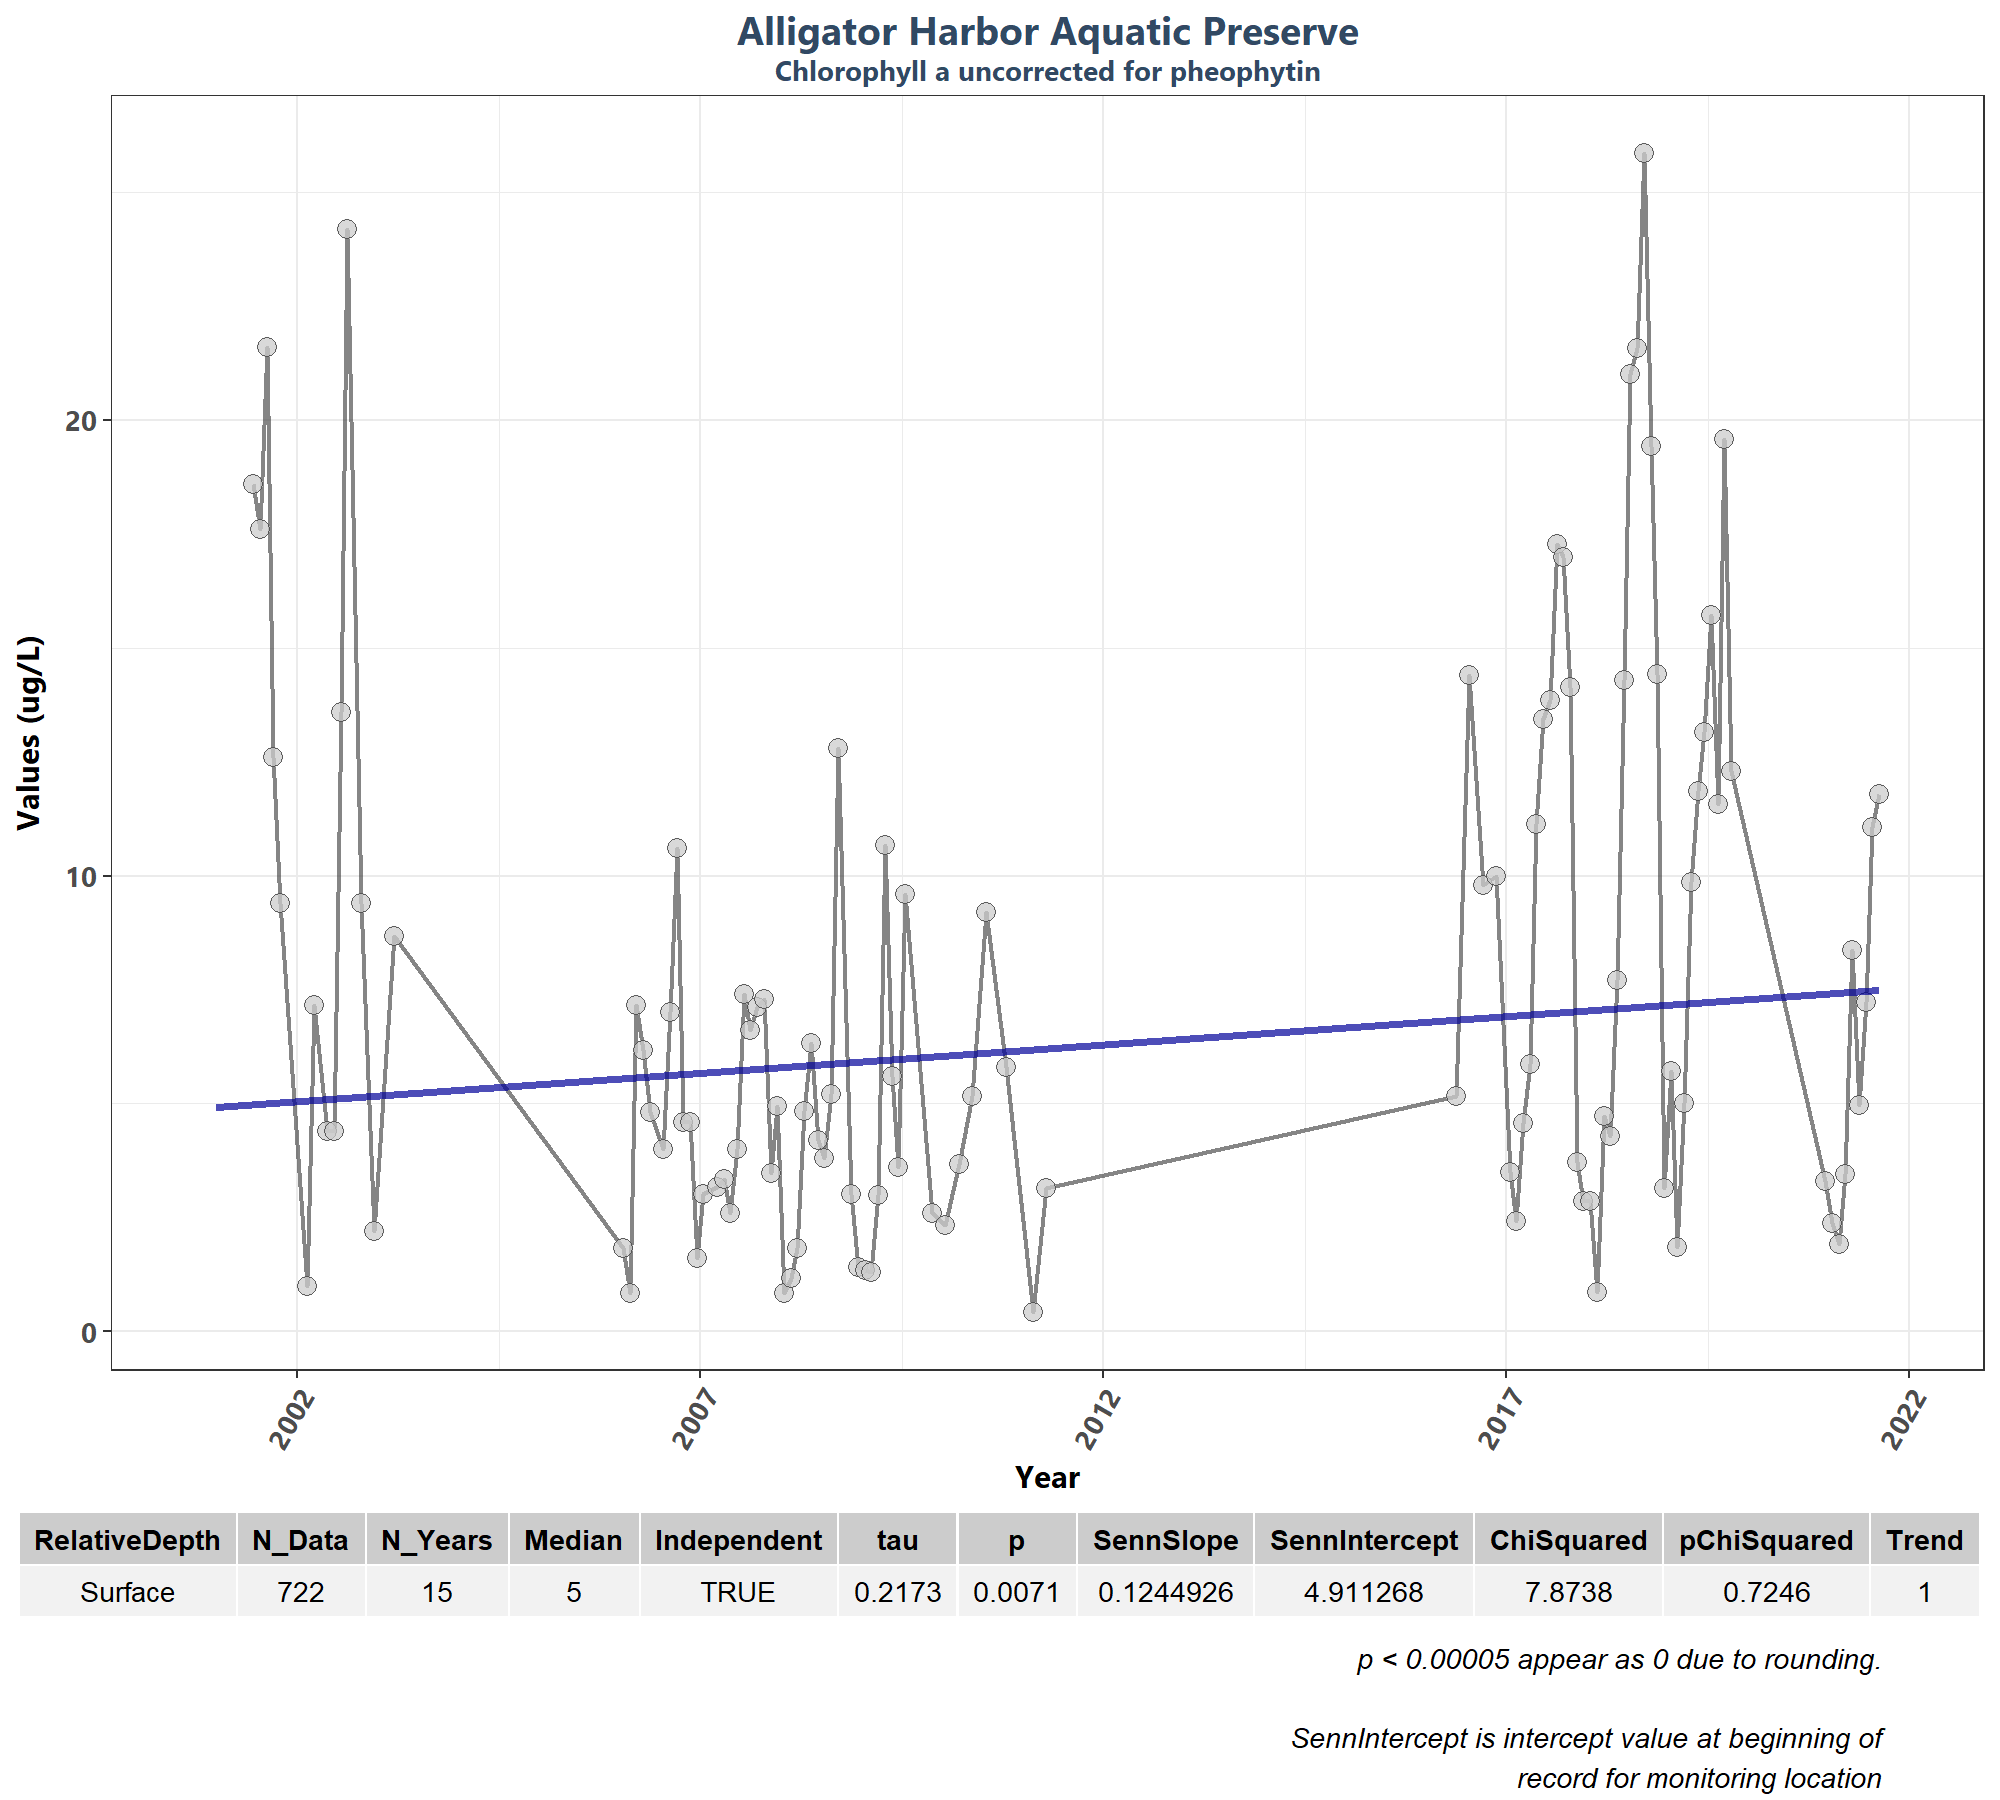 Alligator Harbor Aquatic Preserve
Chlorophyll a uncorrected for pheophytin
Values (ug/L)
20
10
0
2002 2007 2012 2017 2022
Year
RelativeDepth N_Data N_Years Median Independent tau p SennSlope SennIntercept ChiSquared pChiSquared Trend
Surface 722 15 5 TRUE 0.2173 0.0071 0.1244926 4.911268 7.8738 0.7246 1
p < 0.00005 appear as 0 due to rounding.
SennIntercept is intercept value at beginning of
record for monitoring location